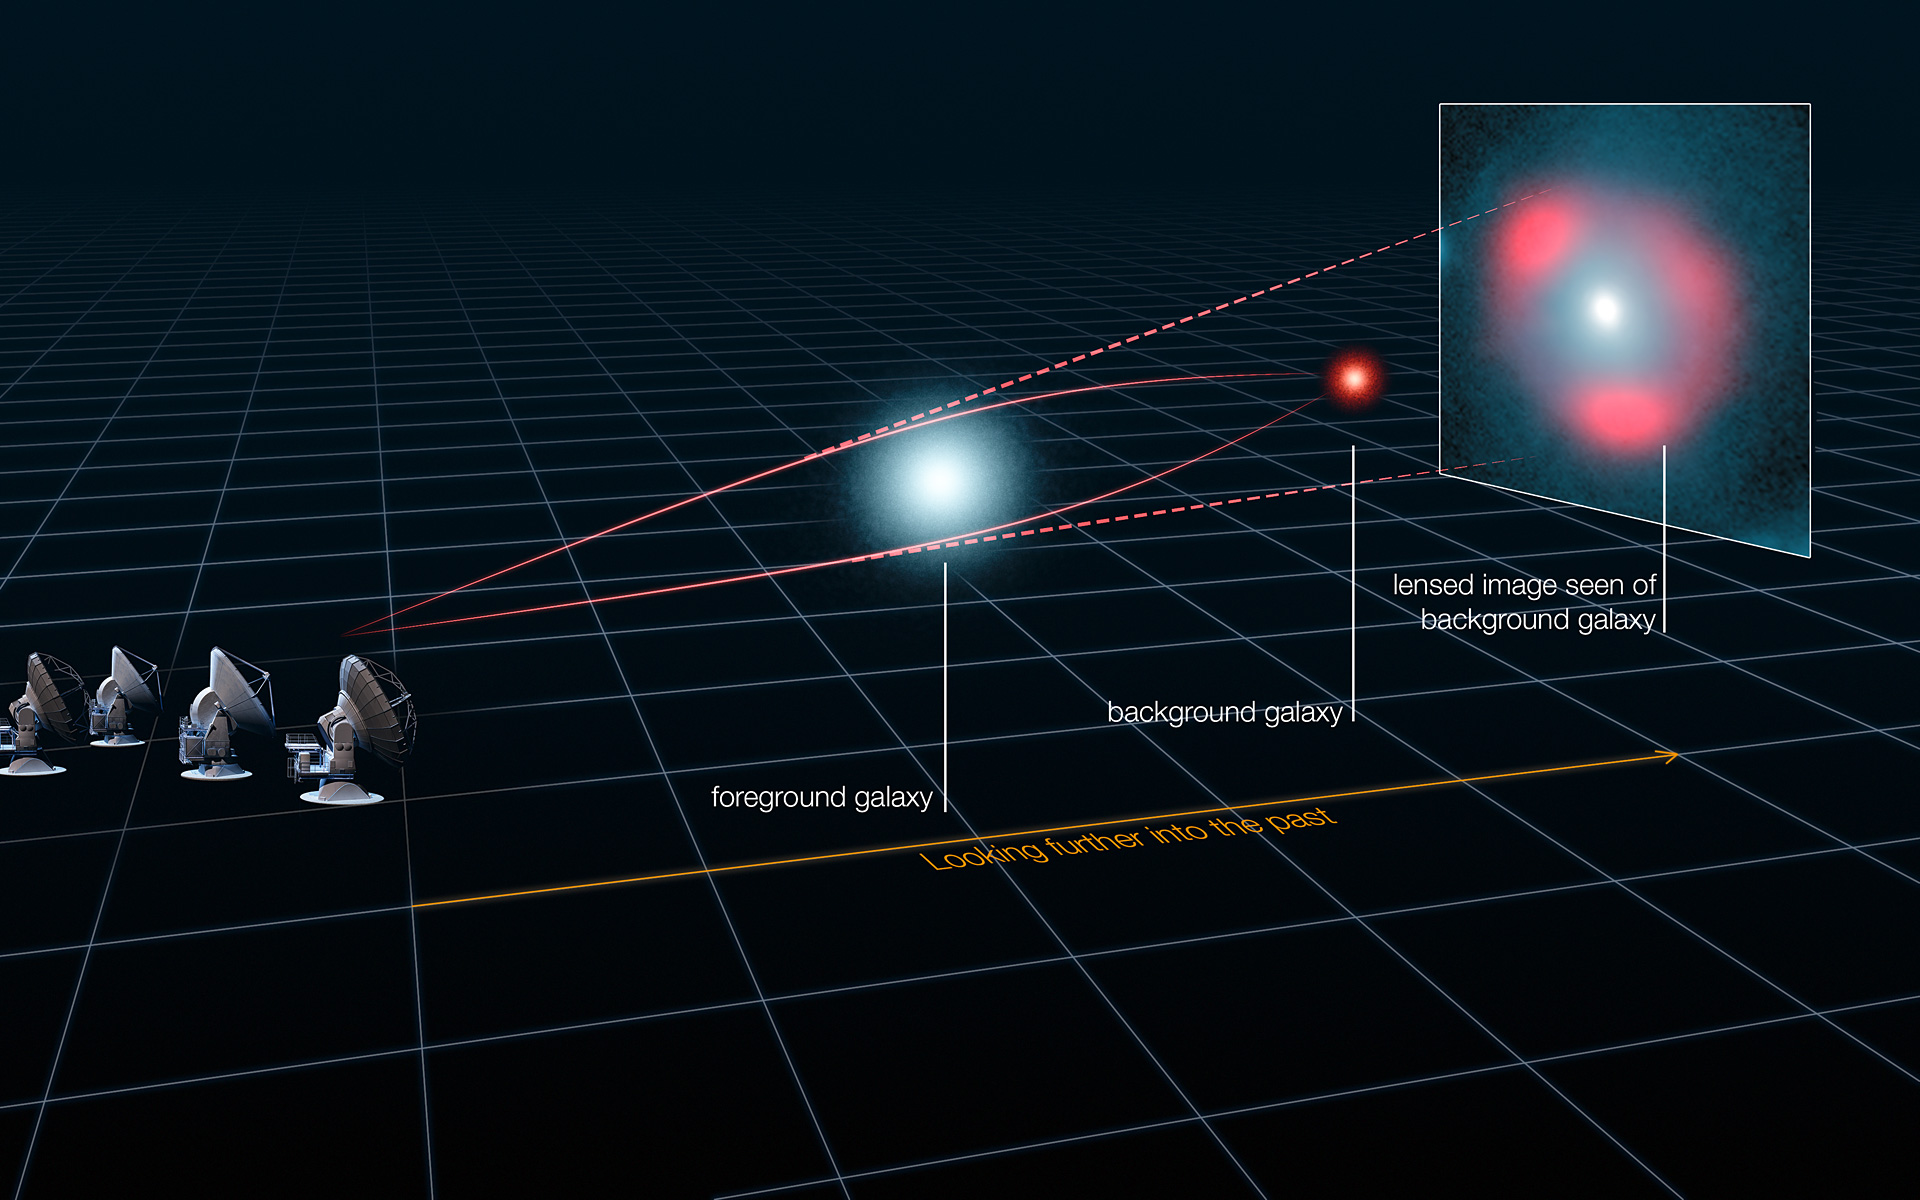 lensed image seen of
background galaxy
background galaxy
foreground galaxy
Looking further into the past